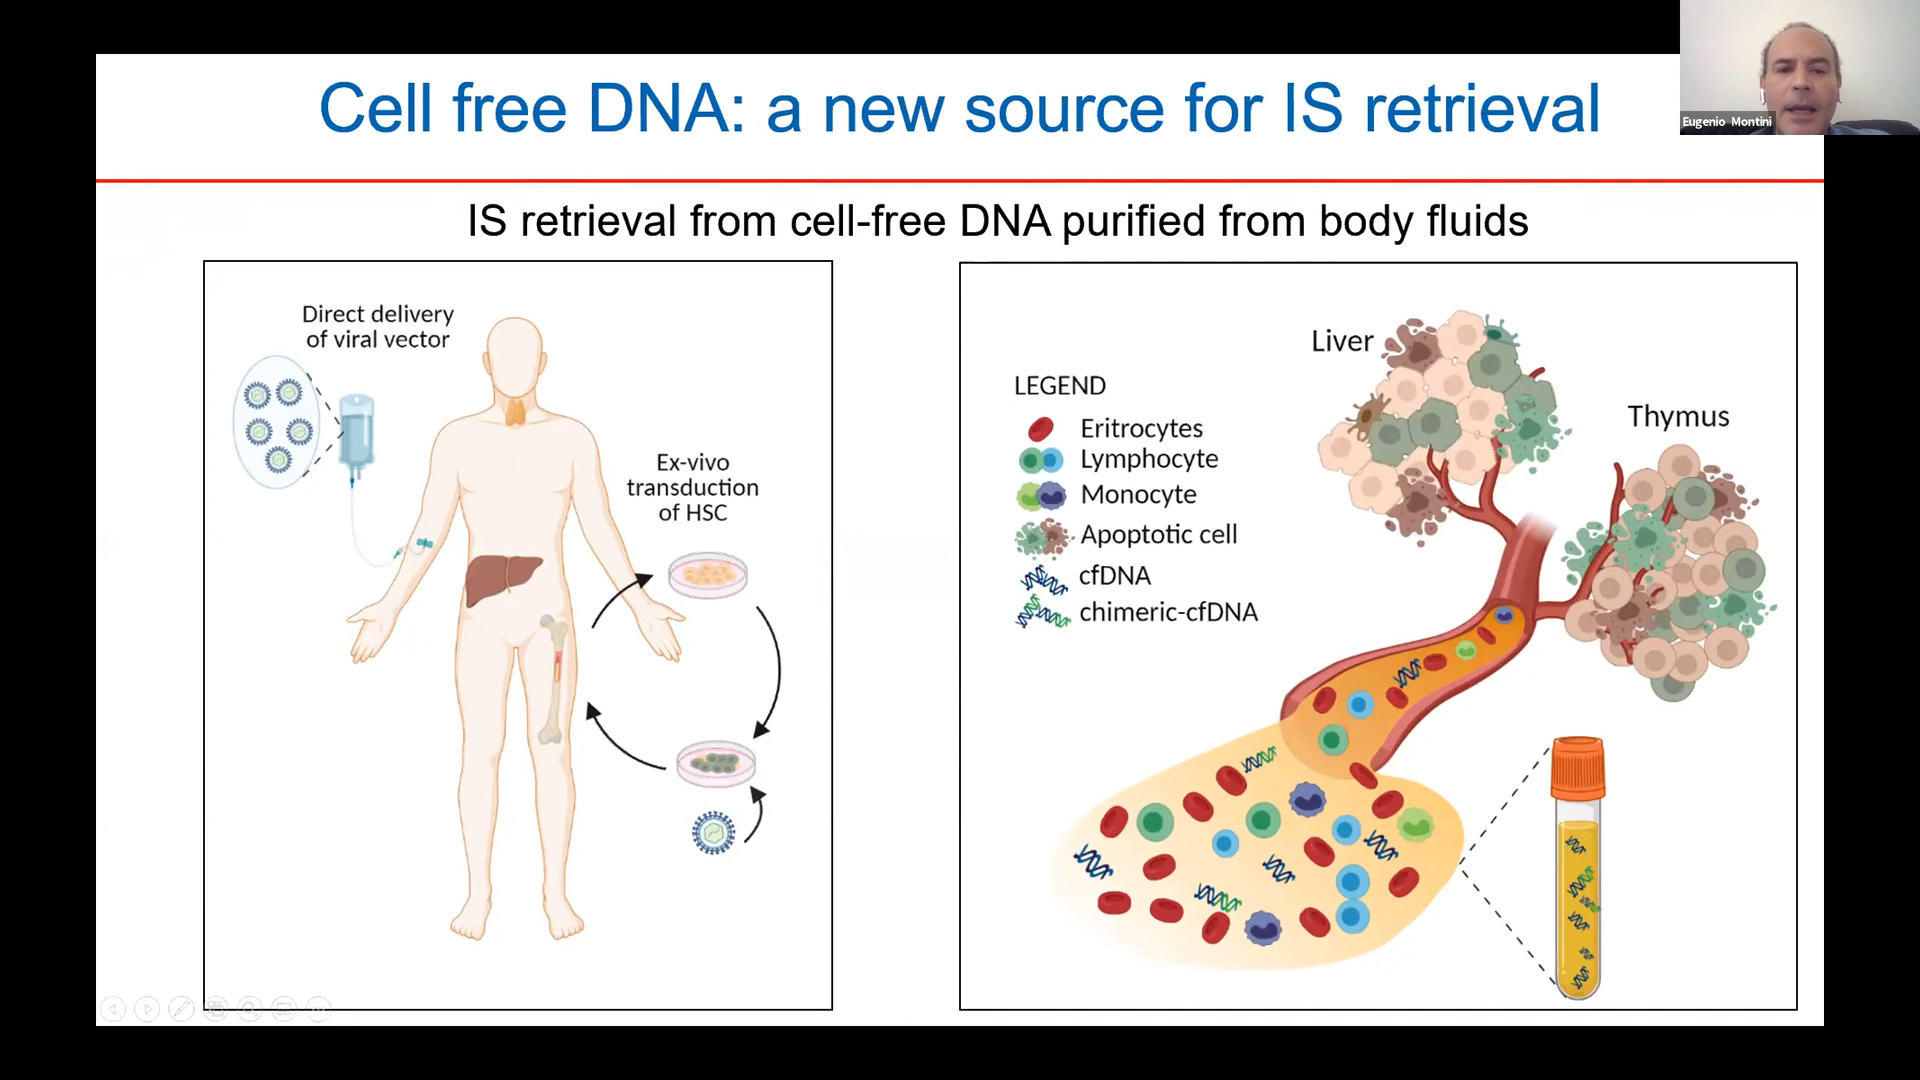 Cell free DNA: a new source for IS retrieval
Eugenio Montini
IS retrieval from cell-free DNA purified from body fluids
Direct delivery
of viral vector
Ex-vivo
transduction
of HSC
Liver
Thymus
LEGEND
Eritrocytes
Lymphocyte
Monocyte
Apoptotic cell
cfDNA
chimeric-cfDNA